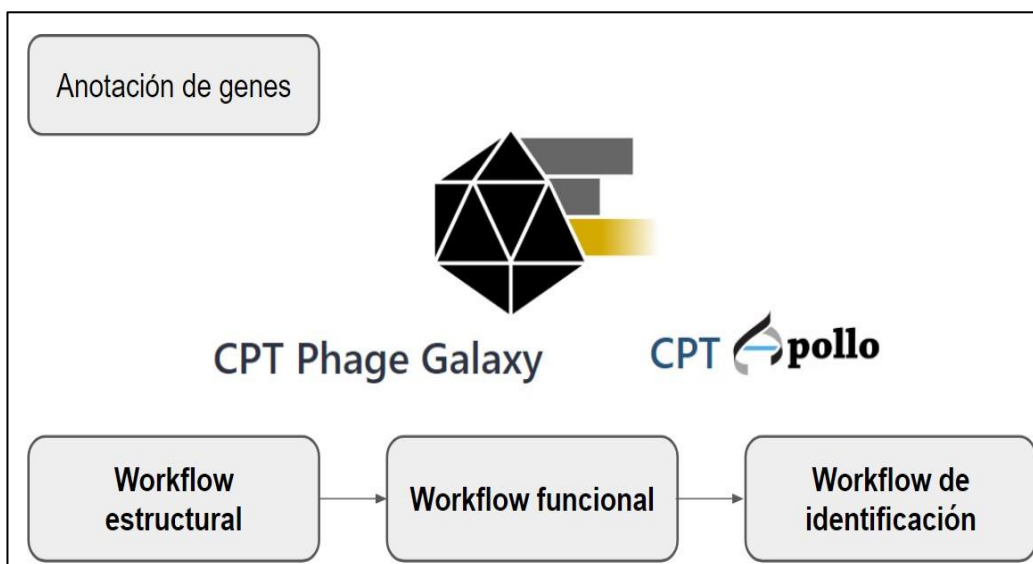 Anotación de genes
CPT Phage Galaxy
CPT Apollo
Workflow
estructural
Workflow funcional
Workflow de
identificación